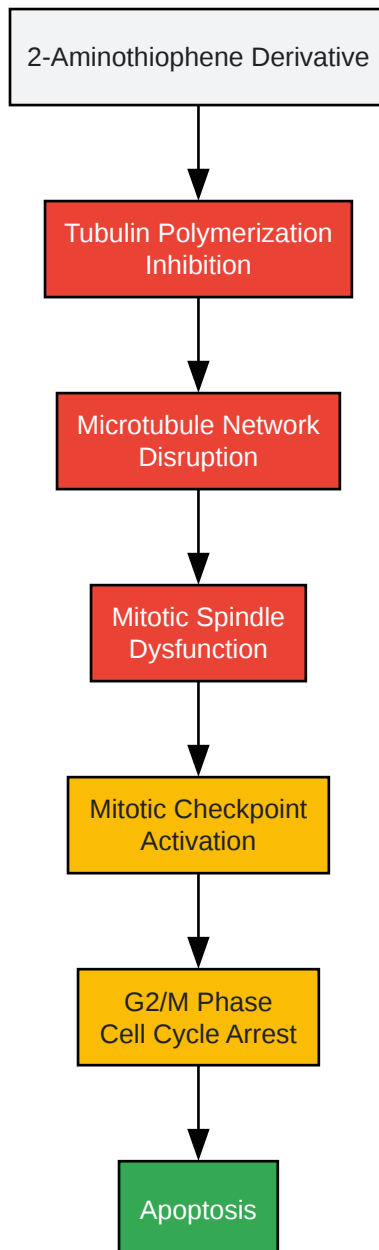 2-Aminothiophene Derivative
Tubulin Polymerization
Inhibition
Microtubule Network
Disruption
Mitotic Spindle
Dysfunction
Mitotic Checkpoint
Activation
G2/M Phase
Cell Cycle Arrest
Apoptosis